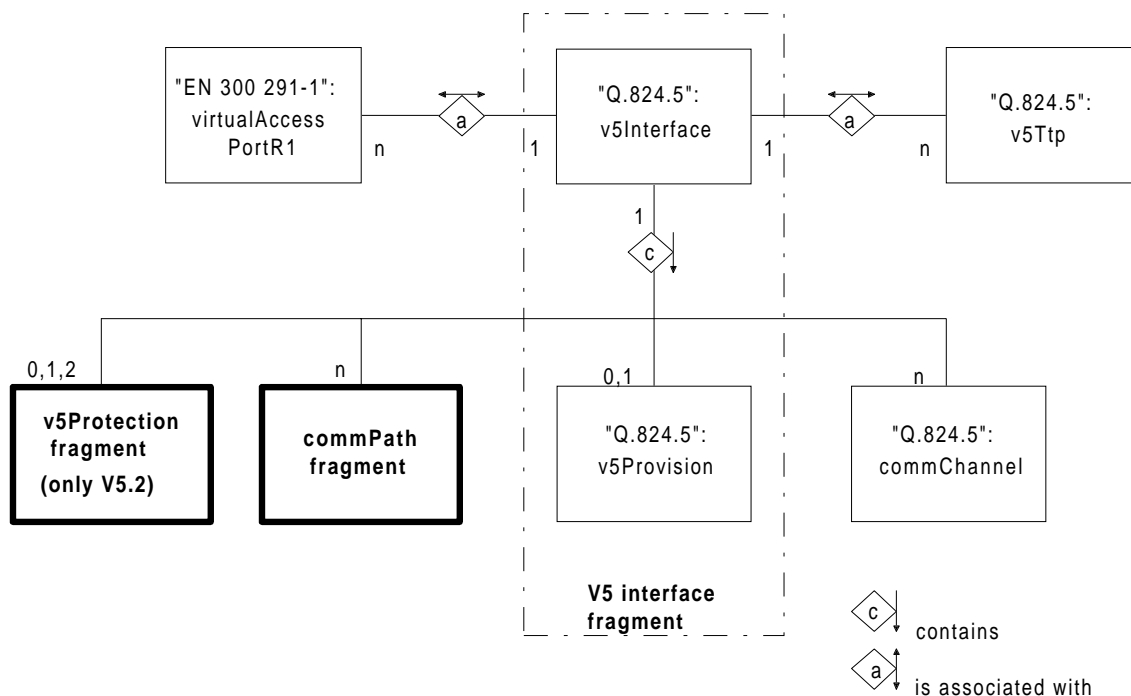 "EN 300 291-1":
virtualAccess
PortR1
n
a
1
"Q.824.5":
v5Interface
1
a
n
"Q.824.5":
v5Ttp
1
c
0,1,2
v5Protection
fragment
(only V5.2)
n
commPath
fragment
0,1
"Q.824.5":
v5Provision
n
"Q.824.5":
commChannel
V5 interface
fragment
c contains
a is associated with